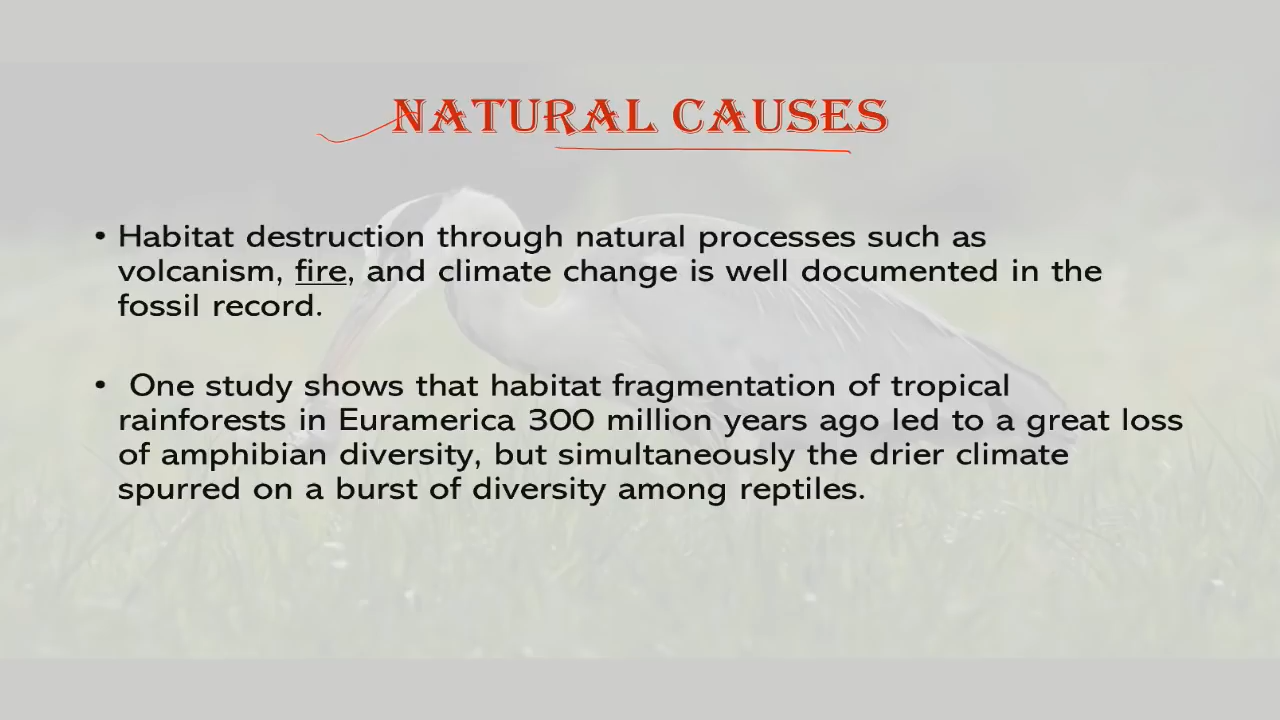 NATURAL CAUSES
• Habitat destruction through natural processes such as
volcanism, fire, and climate change is well documented in the
fossil record.
• One study shows that habitat fragmentation of tropical
rainforests in Euramerica 300 million years ago led to a great loss
of amphibian diversity, but simultaneously the drier climate
spurred on a burst of diversity among reptiles.